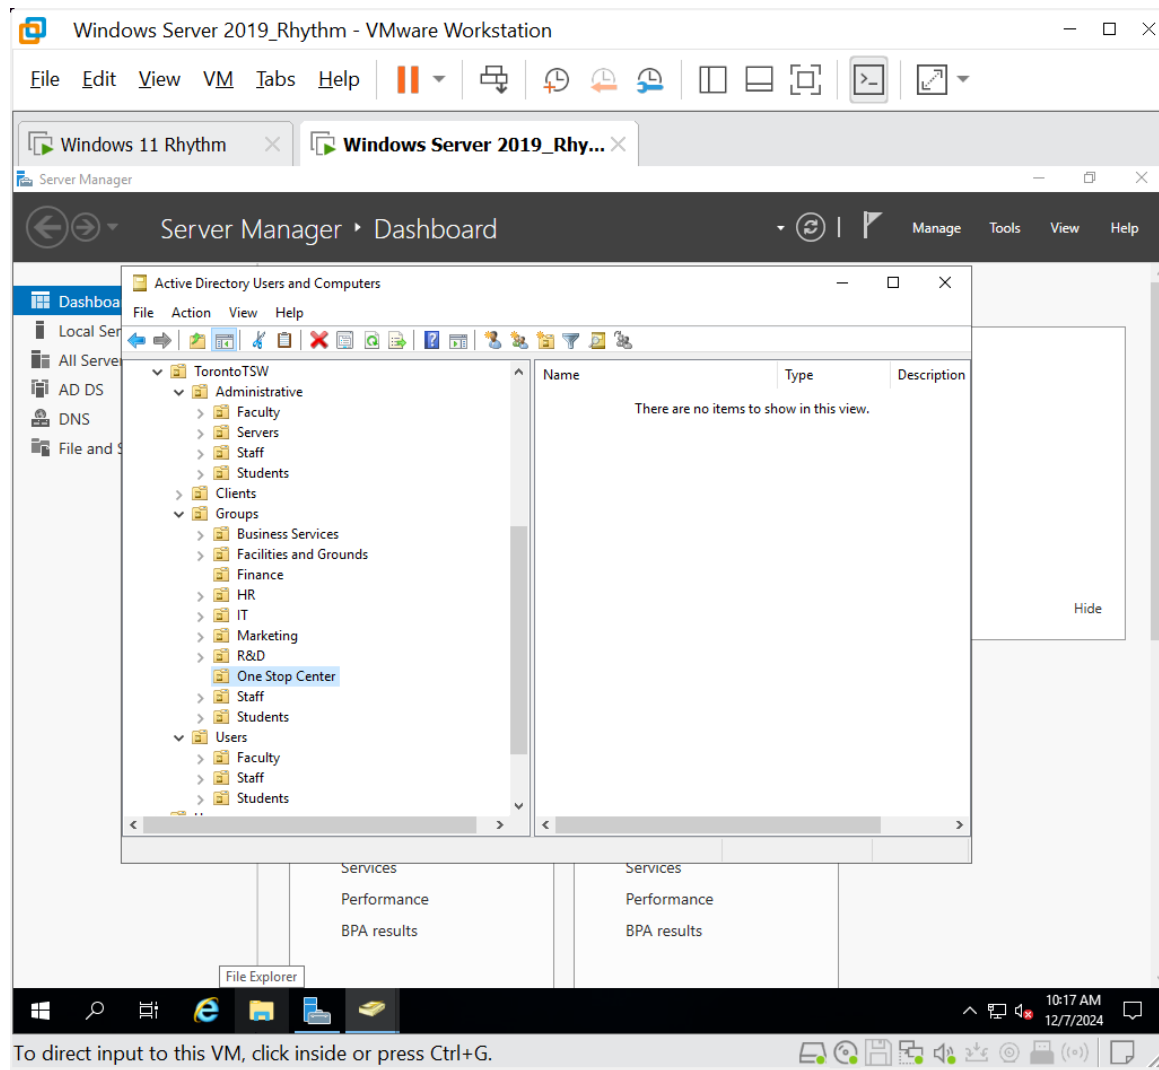 Windows Server 2019_Rhythm - VMware Workstation
File Edit View VM Tabs Help
Windows 11 Rhythm
Windows Server 2019_Rhy...
Server Manager
Server Manager Dashboard
Manage Tools View Help
Dashboa
Local Ser
All Server
AD DS
DNS
File and S
Active Directory Users and Computers
File Action View Help
TorontoTSW
Administrative
Faculty
Servers
Staff
Students
Clients
Groups
Business Services
Facilities and Grounds
Finance
HR
IT
Marketing
R&D
One Stop Center
Staff
Students
Users
Faculty
Staff
Students
Name Type Description
There are no items to show in this view.
Hide
Services
Performance
BPA results
Services
Performance
BPA results
File Explorer
10:17 AM
12/7/2024
To direct input to this VM, click inside or press Ctrl+G.